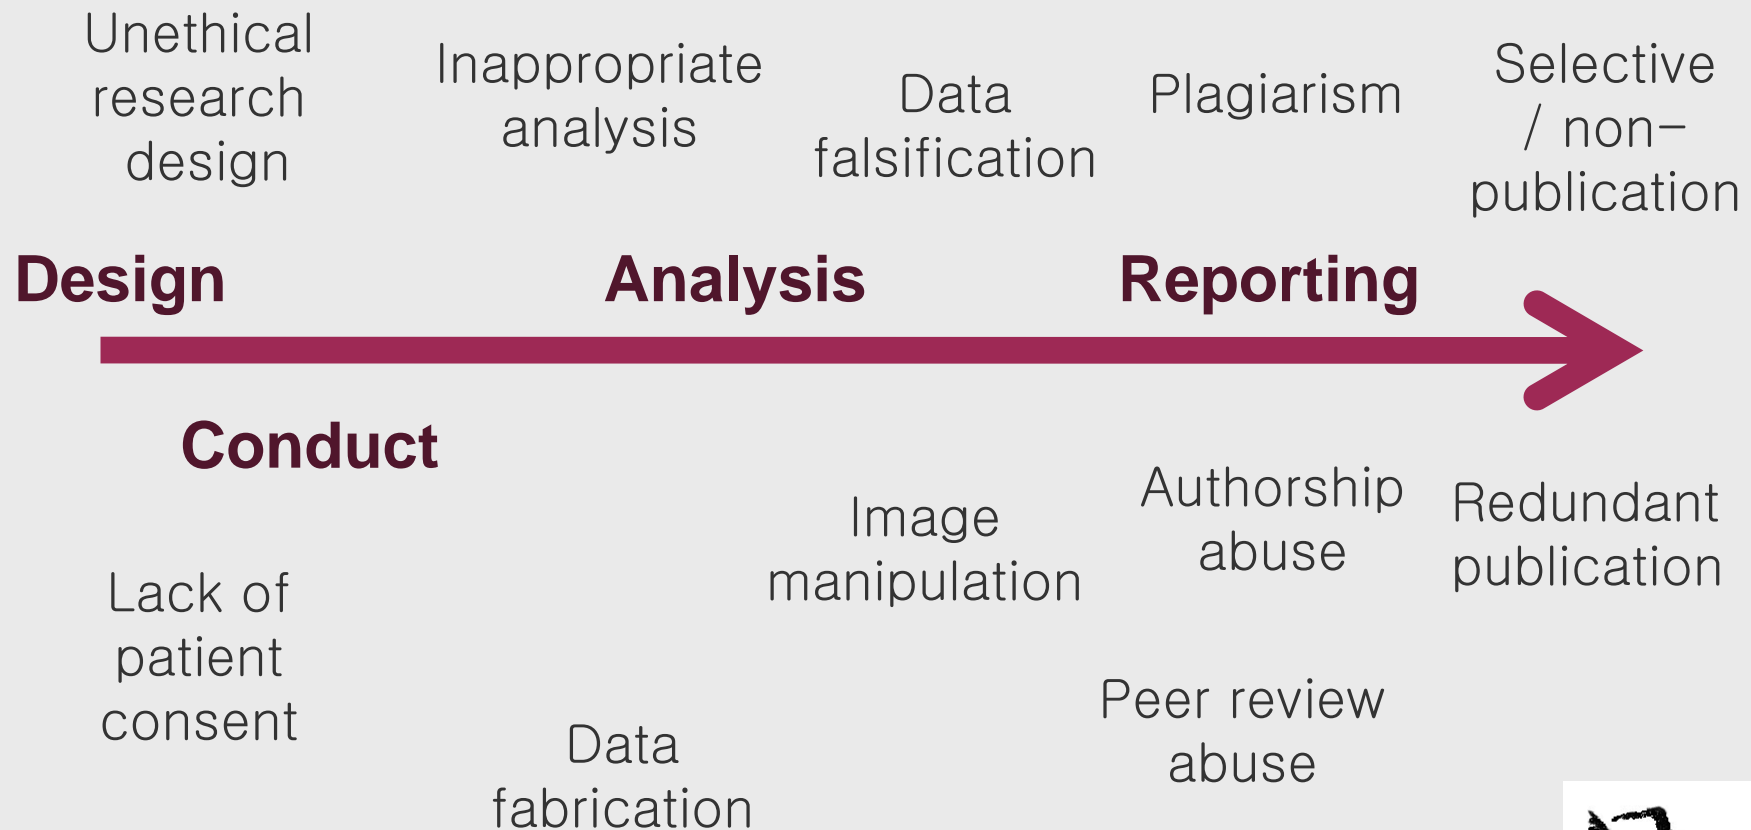 Unethical
research
design
Inappropriate
analysis
Data
falsification
Plagiarism
Selective
/ non-
publication
Design
Analysis
Reporting
Conduct
Lack of
patient
consent
Data
fabrication
Image
manipulation
Authorship
abuse
Peer review
abuse
Redundant
publication